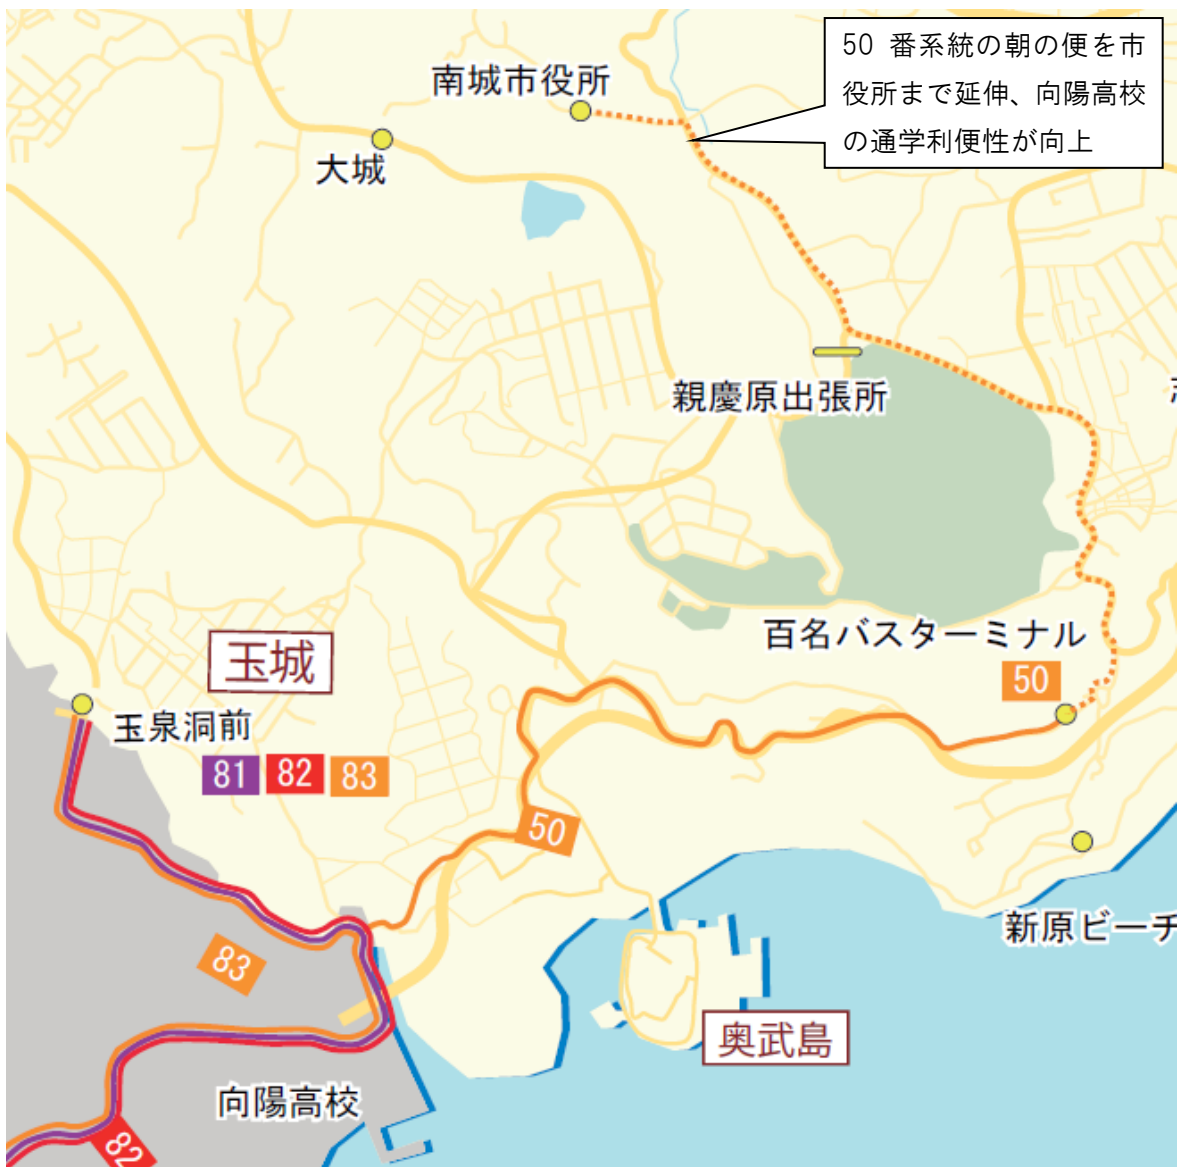 50 番系統の朝の便を市
役所まで延伸、向陽高校
の通学利便性が向上
南城市役所
大城
親慶原出張所
百名バスターミナル
50
玉城
玉泉洞前
81 82 83
50
83
新原ビーチ
奥武島
向陽高校
82